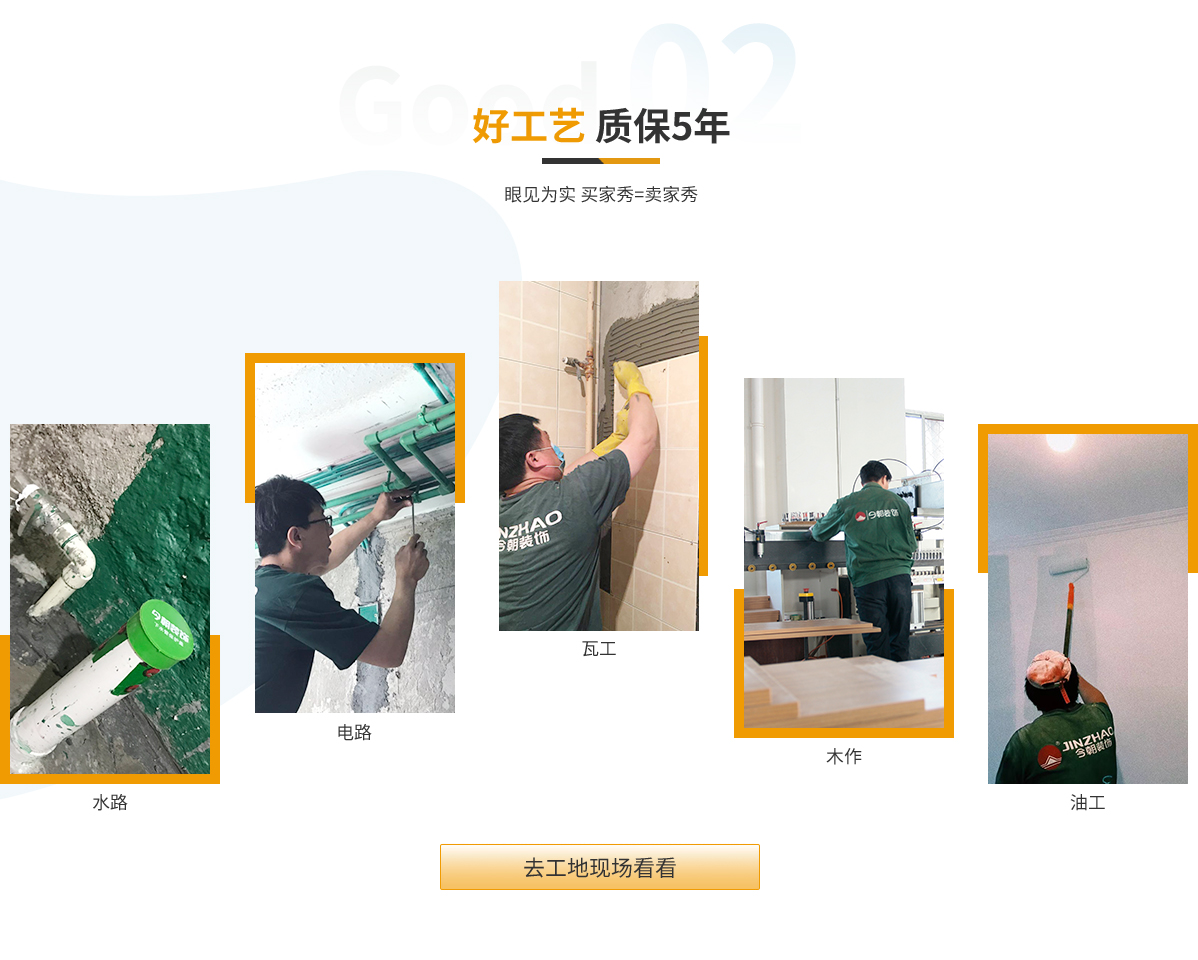 Good 02
好工艺 质保5年
眼见为实 买家秀=卖家秀
今朝装饰
水路
电路
JINZHAO
今朝装饰
瓦工
今朝装饰
木作
JINZHAO
今朝装饰
油工
去工地现场看看